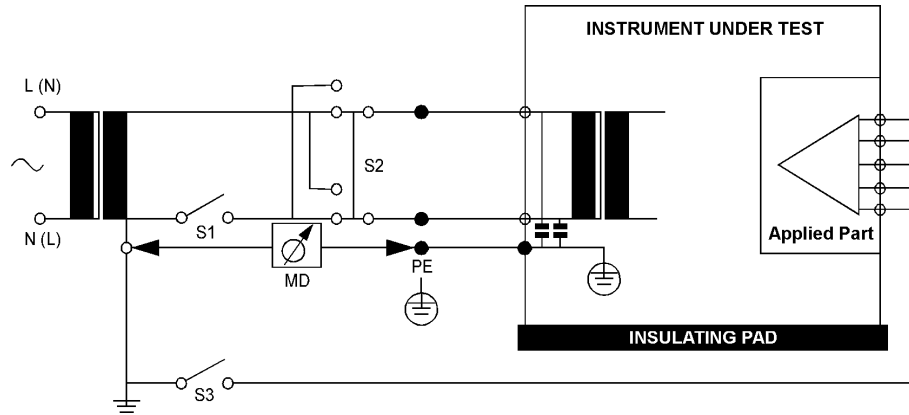 INSTRUMENT UNDER TEST
L (N)
S2
S1
N (L)
Applied Part
MD
PE
INSULATING PAD
S3